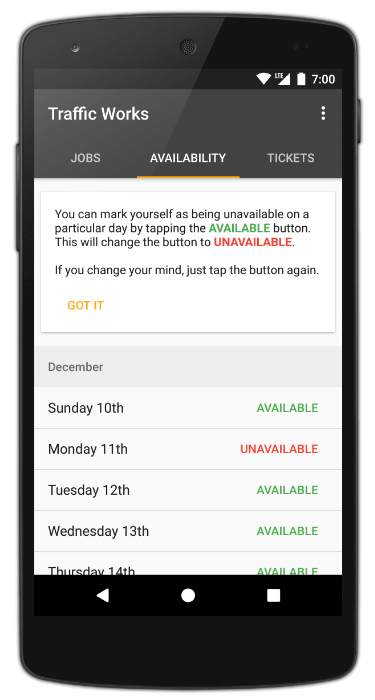 LTE 7:00
Traffic Works
JOBS AVAILABILITY TICKETS
You can mark yourself as being unavailable on a
particular day by tapping the AVAILABLE button.
This will change the button to UNAVAILABLE.
If you change your mind, just tap the button again.
GOT IT
December
Sunday 10th AVAILABLE
Monday 11th UNAVAILABLE
Tuesday 12th AVAILABLE
Wednesday 13th AVAILABLE
Thursday 14th AVAILABLE